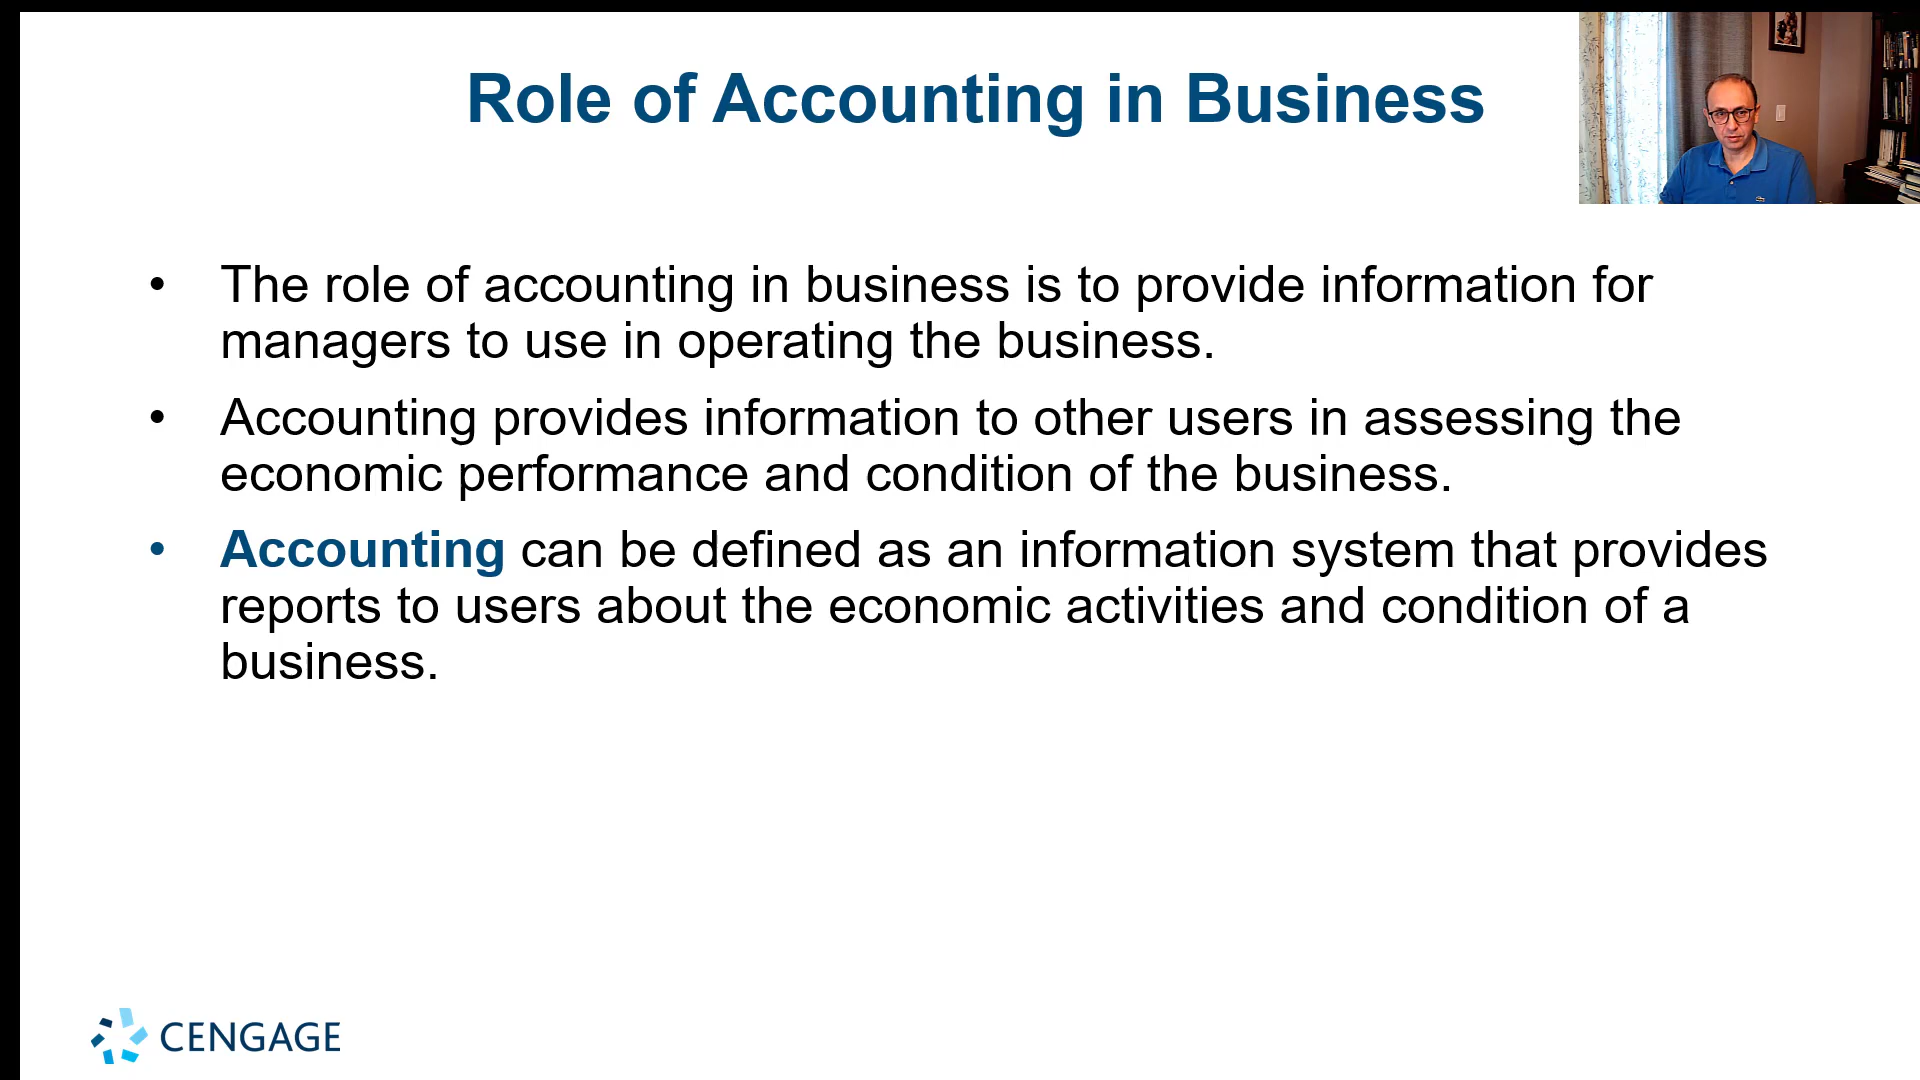 Role of Accounting in Business
• The role of accounting in business is to provide information for
managers to use in operating the business.
• Accounting provides information to other users in assessing the
economic performance and condition of the business.
• Accounting can be defined as an information system that provides
reports to users about the economic activities and condition of a
business.
CENGAGE